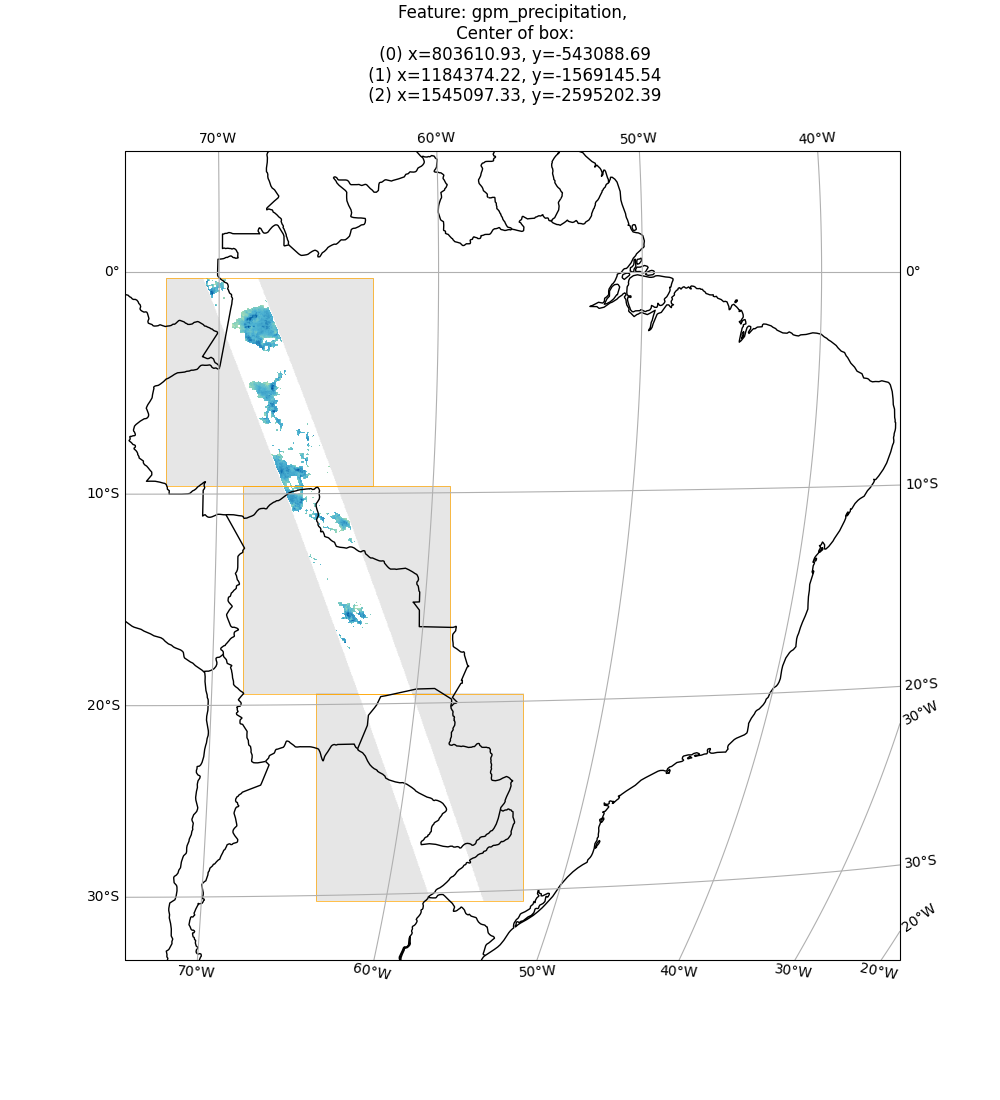 Feature: gpm_precipitation,
Center of box:
(0) x=803610.93, y=-543088.69
(1) x=1184374.22, y=-1569145.54
(2) x=1545097.33, y=-2595202.39
70°W 60°W 50°W 40°W
0° 0°
10°S 10°S
20°S 20°S
30°W
30°S 30°S
20°W
70°W 60°W 50°W 40°W 30°W 20°W